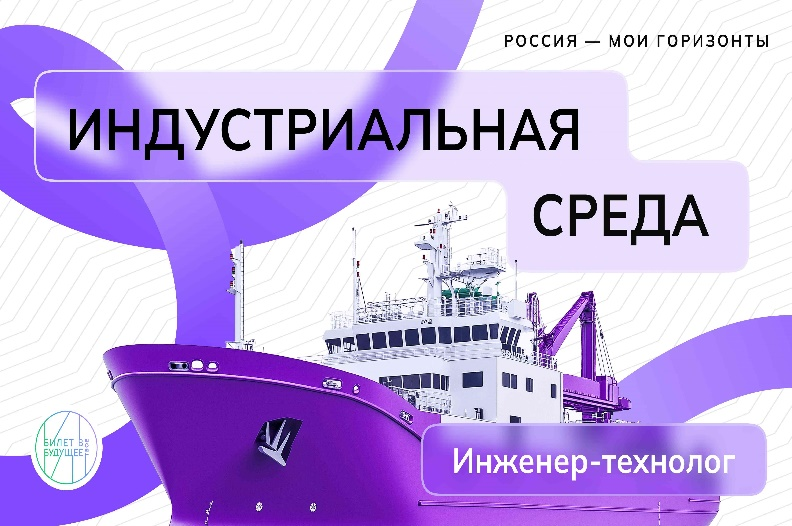 РОССИЯ — МОИ ГОРИЗОНТЫ
ИНДУСТРИАЛЬНАЯ
СРЕДА
БИЛЕТ В
БУДУЩЕЕ
Инженер-технолог